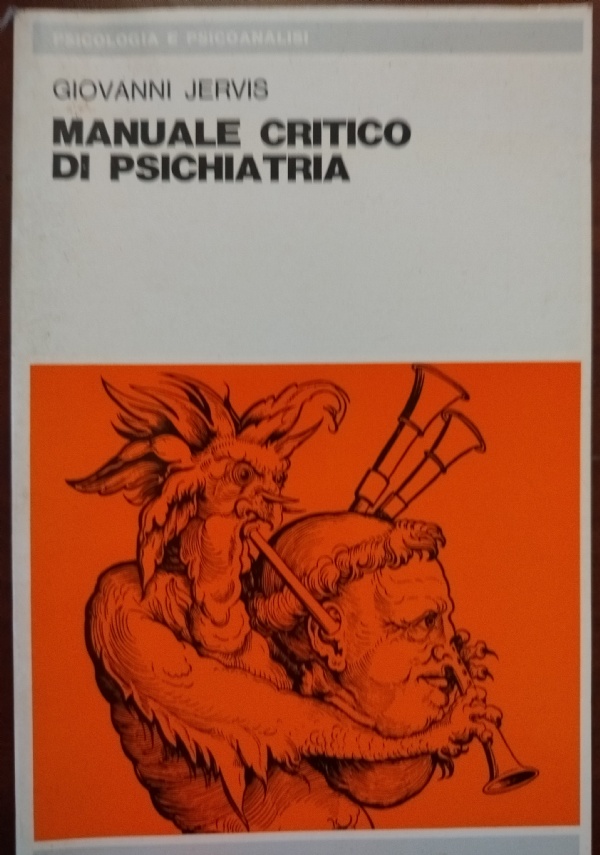 PSICOLOGIA E PSICOANALISI
GIOVANNI JERVIS
MANUALE CRITICO
DI PSICHIATRIA